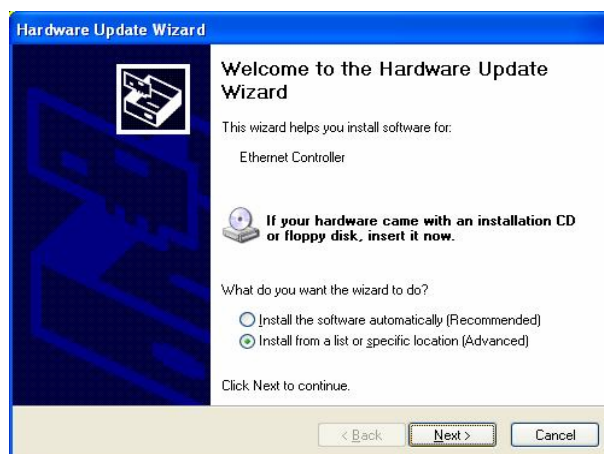 Hardware Update Wizard
Welcome to the Hardware Update
Wizard
This wizard helps you install software for:
Ethernet Controller
If your hardware came with an installation CD
or floppy disk, insert it now.
What do you want the wizard to do?
Install the software automatically (Recommended)
Install from a list or specific location (Advanced)
Click Next to continue.
< Back Next > Cancel